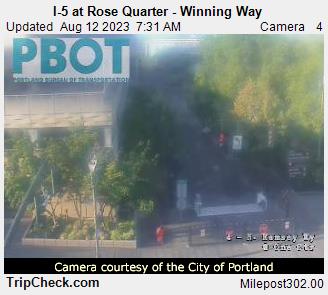 I-5 at Rose Quarter - Winning Way
Updated Aug 12 2023 7:31 AM Camera 4
PBOT
PORTLAND BUREAU OF TRANSPORTATION
Camera courtesy of the City of Portland
TripCheck.com Milepost302.00